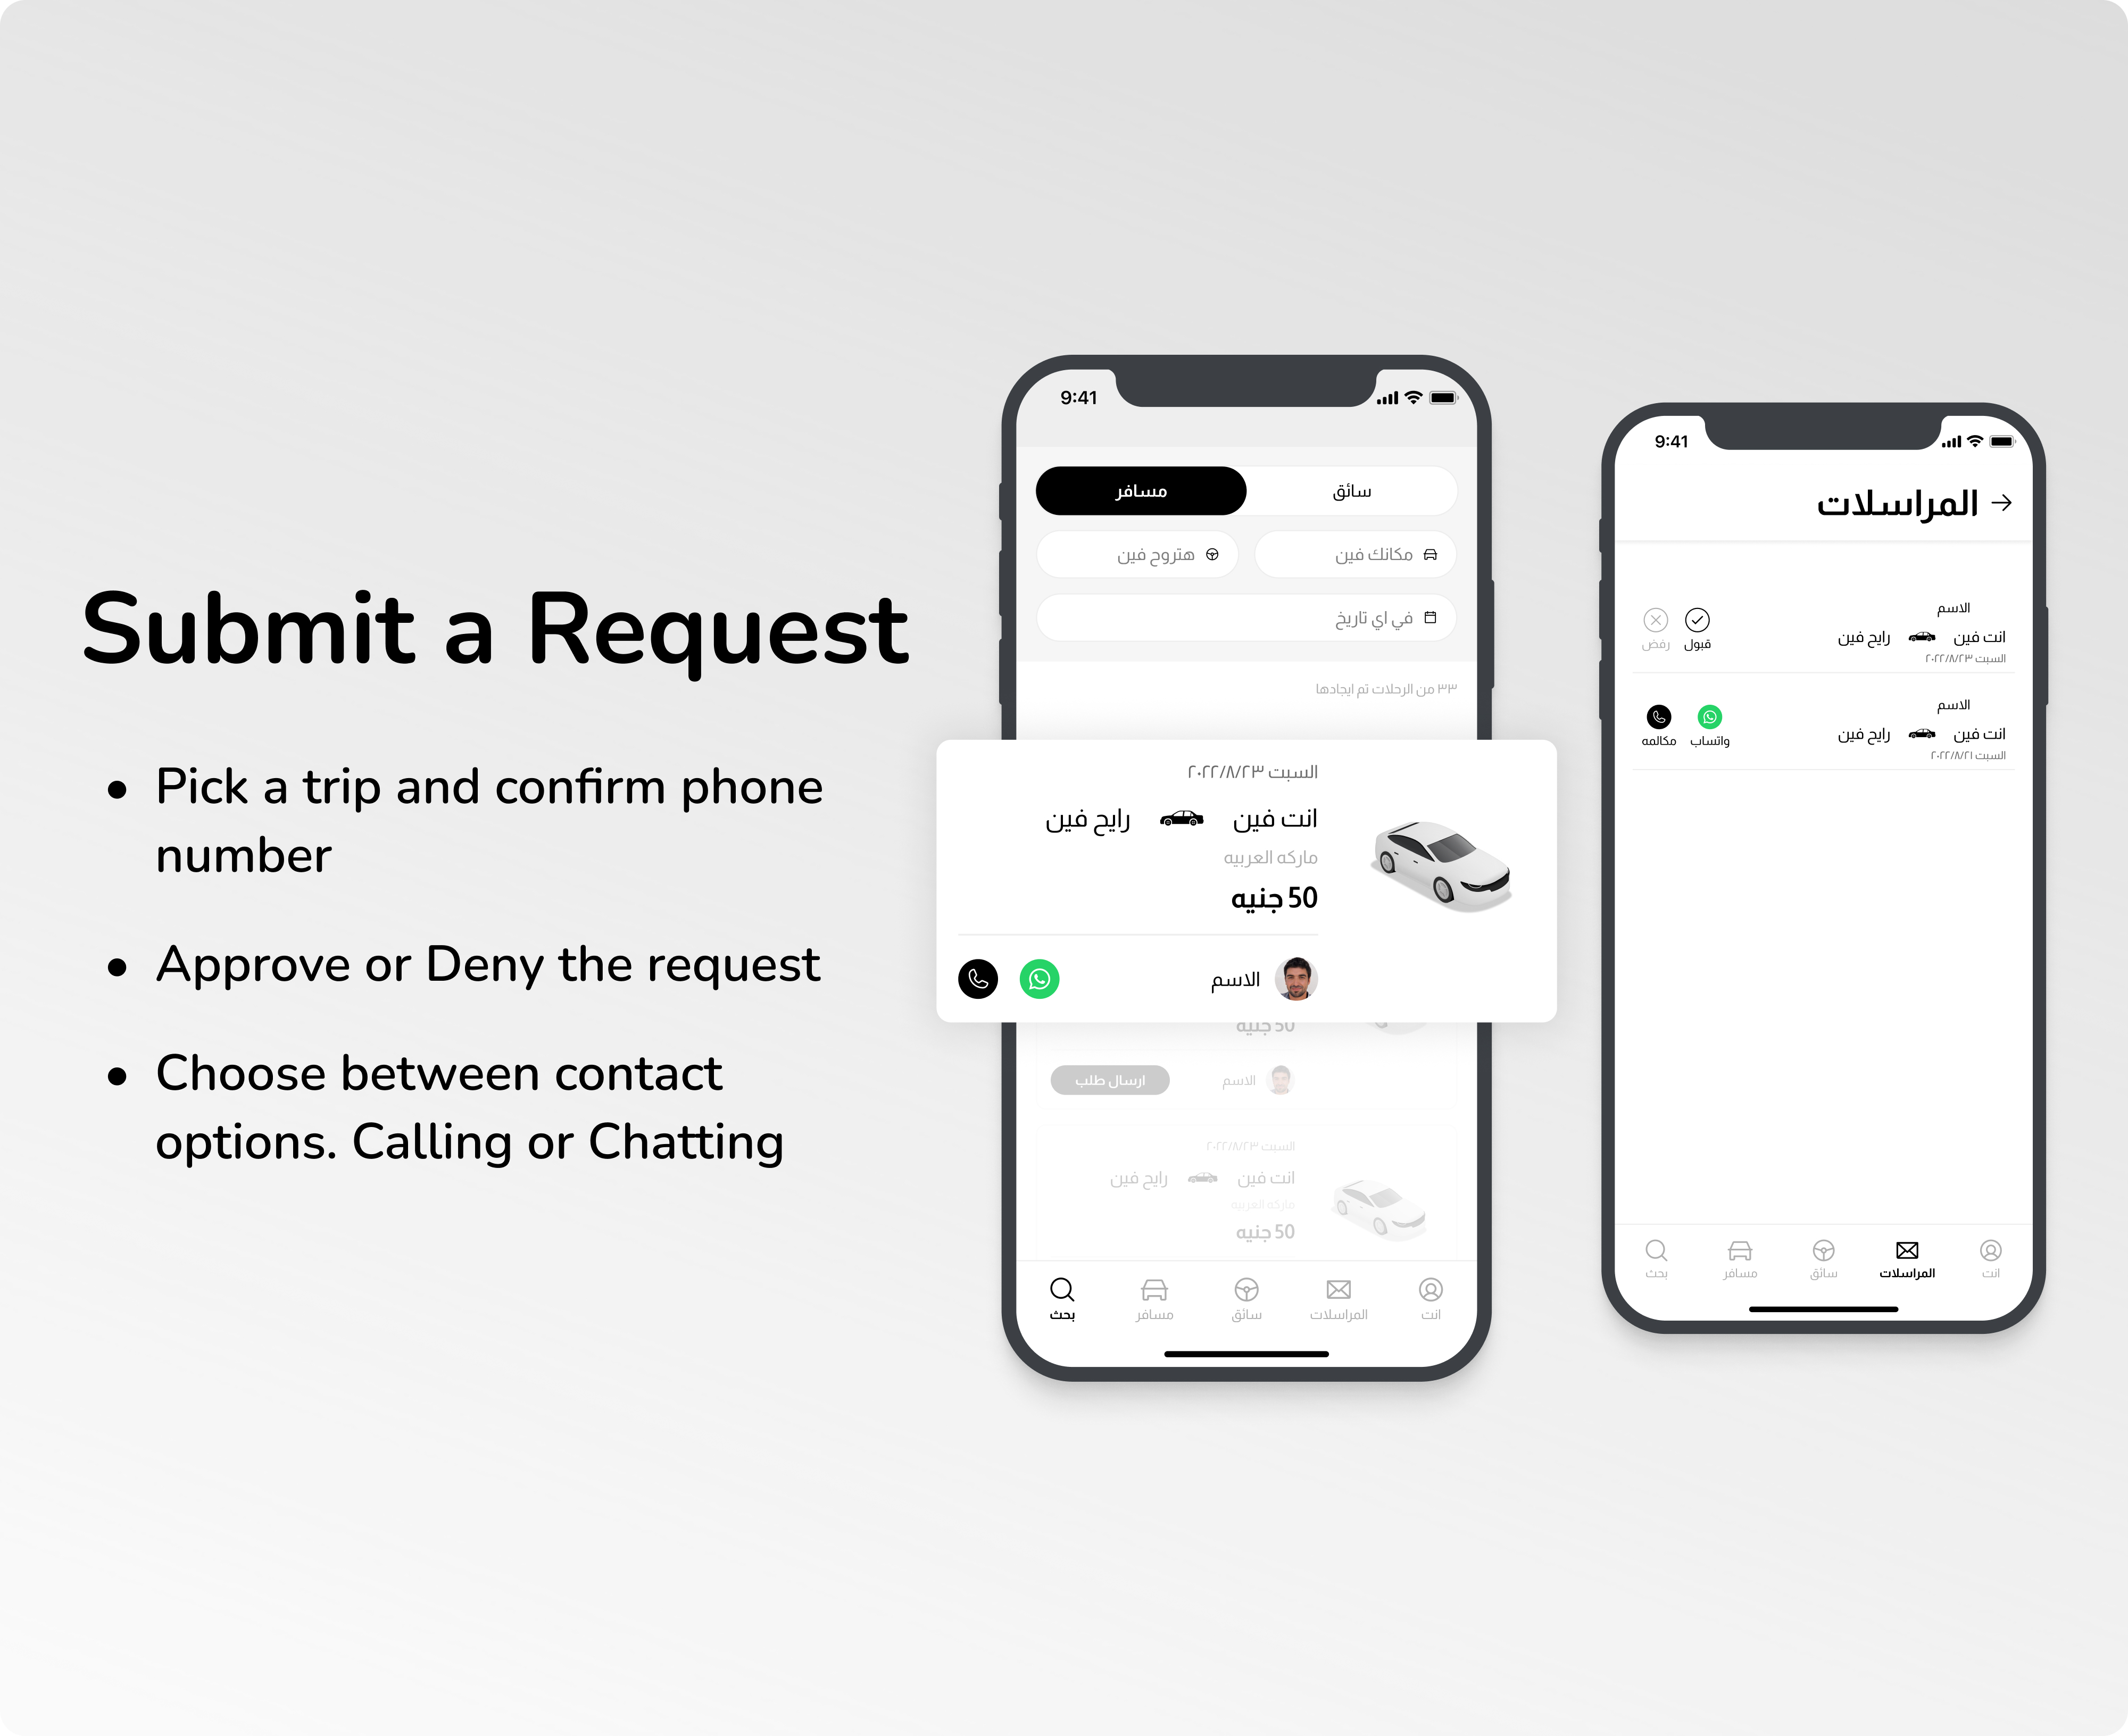 Submit a Request
• Pick a trip and confirm phone
number
• Approve or Deny the request
• Choose between contact
options. Calling or Chatting
9:41
سائق
مسافر
مكانك فين
هتروح فين
في اي تاريخ
٣٣ من الرحلات تم ايجادها
السبت ٢٠٢٢/٨/٢٣
انت فين
رايح فين
ماركه العربيه
50 جنيه
الاسم
50 جنيه
الاسم
ارسال طلب
السبت ٢٠٢٢/٨/٢٣
انت فين
رايح فين
ماركه العربيه
50 جنيه
انت
المراسلات
سائق
مسافر
بحث
9:41
المراسلات
الاسم
انت فين
رايح فين
السبت ٢٠٢٢/٨/٢٣
قبول
رفض
الاسم
انت فين
رايح فين
السبت ٢٠٢٢/٨/٢١
واتساب
مكالمه
انت
المراسلات
سائق
مسافر
بحث